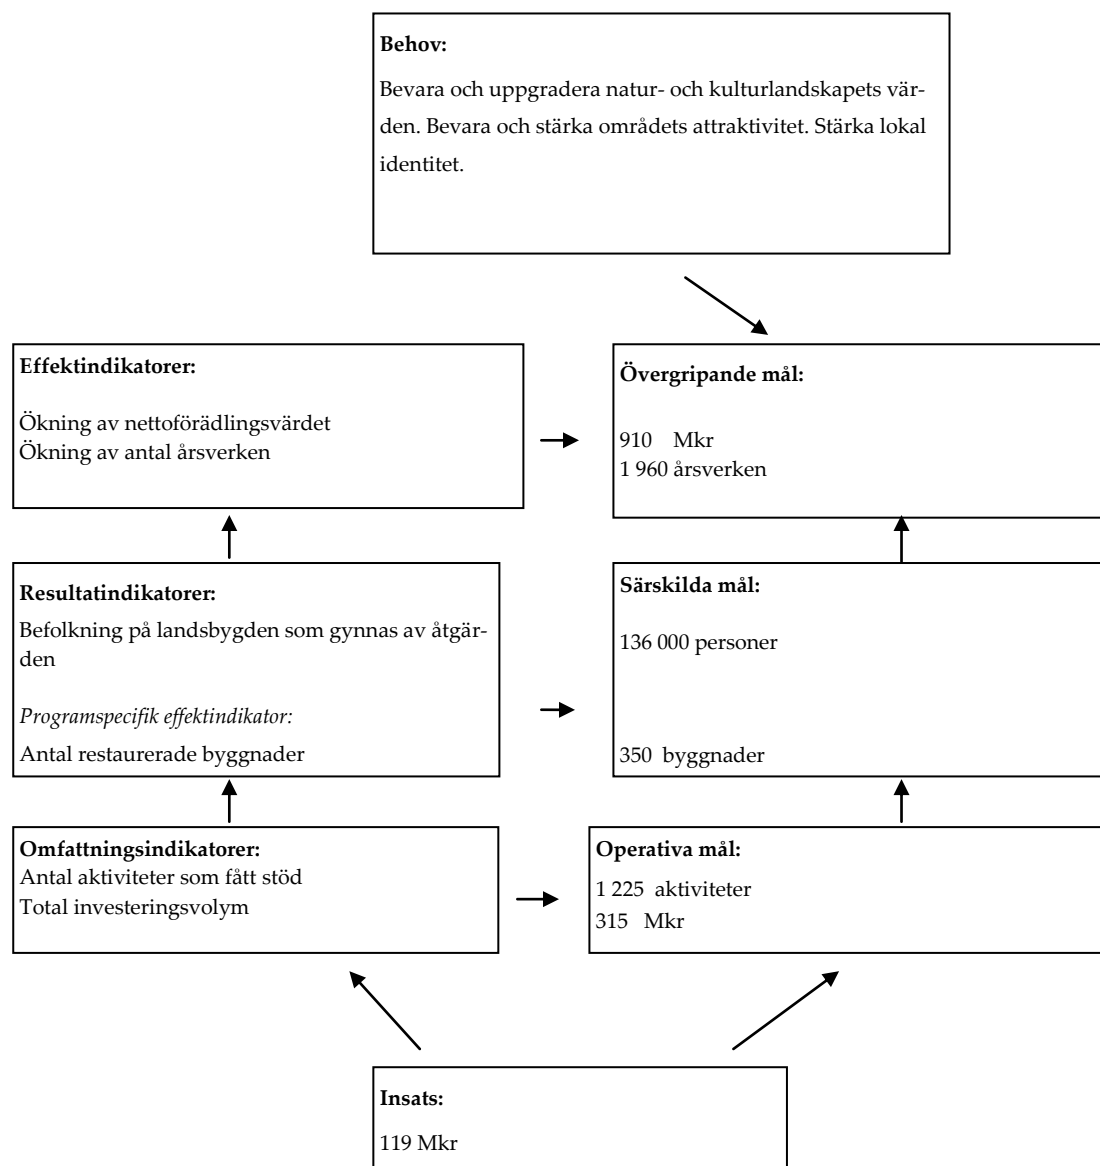 Behov:
Bevara och uppgradera natur- och kulturlandskapets vär-
den. Bevara och stärka områdets attraktivitet. Stärka lokal
identitet.
Effektindikatorer:
Ökning av nettoförädlingsvärdet
Ökning av antal årsverken
Övergripande mål:
910 Mkr
1 960 årsverken
Resultatindikatorer:
Befolkning på landsbygden som gynnas av åtgär-
den
Programspecifik effektindikator:
Antal restaurerade byggnader
Särskilda mål:
136 000 personer
350 byggnader
Omfattningsindikatorer:
Antal aktiviteter som fått stöd
Total investeringsvolym
Operativa mål:
1 225 aktiviteter
315 Mkr
Insats:
119 Mkr